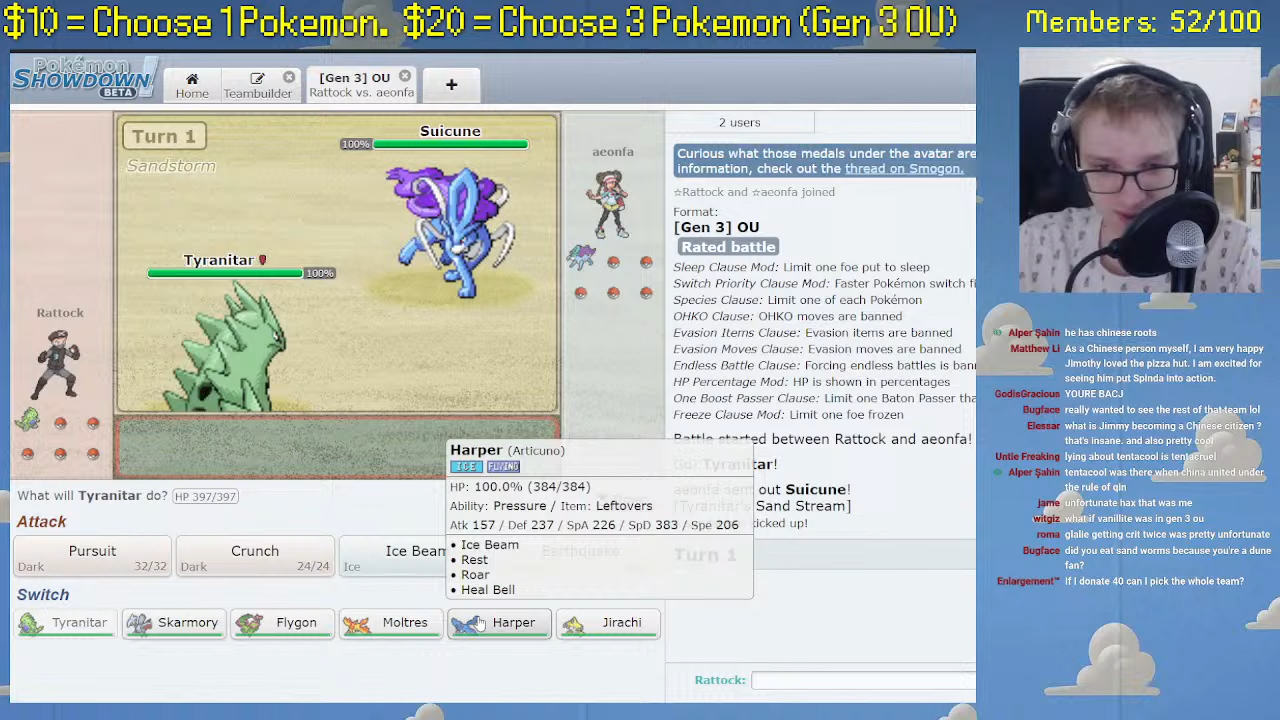 $10 = Choose 1 Pokemon. $20 = Choose 3 Pokemon (Gen 3 OU)
Members: 52/100
Pokémon
SHOWDOWN!
BETA
Home
Teambuilder
[Gen 3] OU
Rattock vs. aeonfa
+
Turn 1
Sandstorm
Suicune
100%
Tyranitar
100%
Rattock
aeonfa
2 users
Curious what those medals under the avatar are
information, check out the thread on Smogon.
☆Rattock and ☆aeonfa joined
Format:
[Gen 3] OU
Rated battle
Sleep Clause Mod: Limit one foe put to sleep
Switch Priority Clause Mod: Faster Pokémon switch fi
Species Clause: Limit one of each Pokémon
OHKO Clause: OHKO moves are banned
Evasion Items Clause: Evasion items are banned
Evasion Moves Clause: Evasion moves are banned
Endless Battle Clause: Forcing endless battles is ban
HP Percentage Mod: HP is shown in percentages
One Boost Passer Clause: Limit one Baton Passer tha
Freeze Clause Mod: Limit one foe frozen
Battle started between Rattock and aeonfa!
Go! Tyranitar!
aeonfa sent out Suicune!
[Tyranitar's Sand Stream]
kicked up!
Turn 1
Harper (Articuno)
ICE FLYING
HP: 100.0% (384/384)
Ability: Pressure / Item: Leftovers
Atk 157 / Def 237 / SpA 226 / SpD 383 / Spe 206
• Ice Beam
• Rest
• Roar
• Heal Bell
What will Tyranitar do? HP 397/397
Attack
Pursuit
Dark 32/32
Crunch
Dark 24/24
Ice Beam
Ice
Earthquake
Switch
Tyranitar
Skarmory
Flygon
Moltres
Harper
Jirachi
Rattock:
Alper Şahin he has chinese roots
Matthew Li As a Chinese person myself, I am very happy
Jimothy loved the pizza hut. I am excited for
seeing him put Spinda into action.
GodisGracious YOURE BACJ
Bugface really wanted to see the rest of that team lol
Elessar what is Jimmy becoming a Chinese citizen ?
that's insane. and also pretty cool
Untie Freaking lying about tentacool is tentacruel
Alper Şahin tentacool was there when china united under
the rule of qin
jame unfortunate hax that was me
witgiz what if vanillite was in gen 3 ou
roma glalie getting crit twice was pretty unfortunate
Bugface did you eat sand worms because you're a dune
fan?
Enlargement™ If I donate 40 can I pick the whole team?